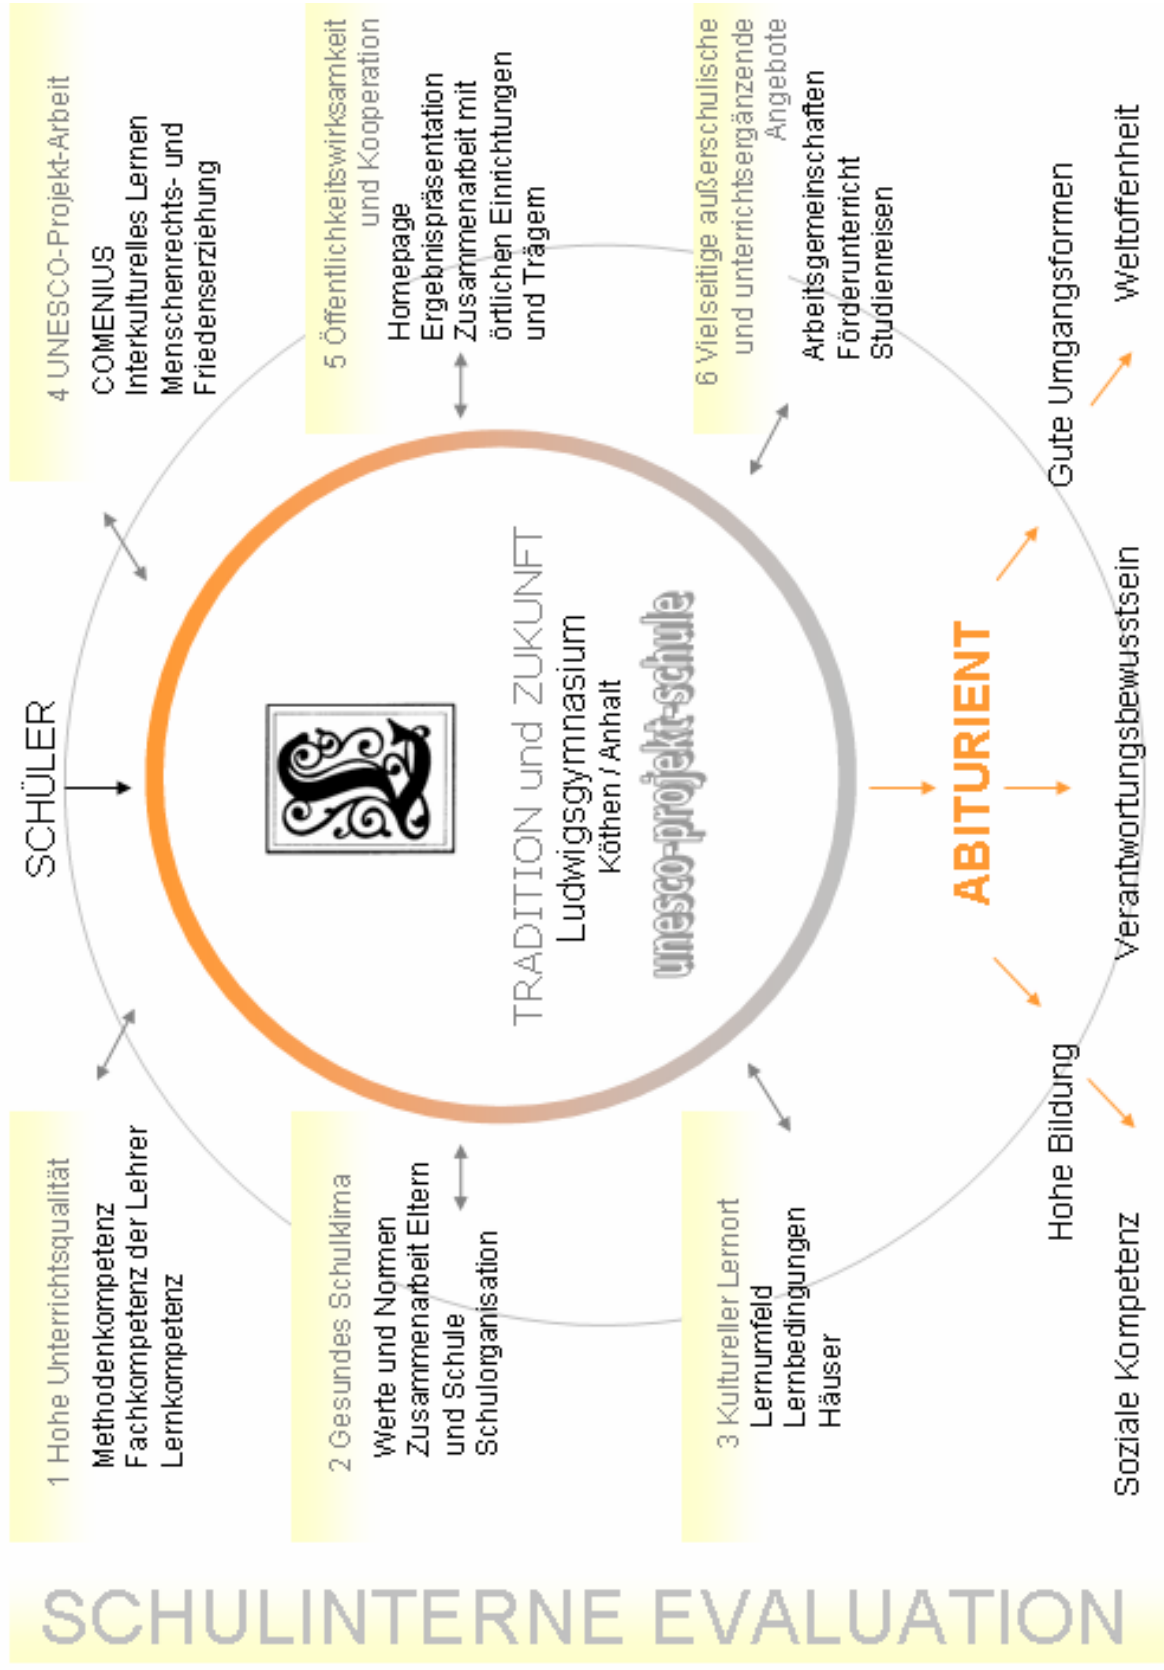 SCHÜLER
1 Hohe Unterrichtsqualität
Methodenkompetenz
Fachkompetenz der Lehrer
Lernkompetenz
2 Gesundes Schulklima
Werte und Normen
Zusammenarbeit Eltern
und Schule
Schulorganisation
3 Kultureller Lernort
Lernumfeld
Lernbedingungen
Häuser
L
TRADITION und ZUKUNFT
Ludwigsgymnasium
Köthen / Anhalt
unesco-projekt-schule
4 UNESCO-Projekt-Arbeit
COMENIUS
Interkulturelles Lernen
Menschenrechts- und
Friedenserziehung
5 Öffentlichkeitswirksamkeit
und Kooperation
Homepage
Ergebnispräsentation
Zusammenarbeit mit
örtlichen Einrichtungen
und Trägern
6 Vielseitige außerschulische
und unterrichtsergänzende
Angebote
Arbeitsgemeinschaften
Förderunterricht
Studienreisen
ABITURIENT
Hohe Bildung
Gute Umgangsformen
Soziale Kompetenz
Verantwortungsbewusstsein
Weltoffenheit
SCHULINTERNE EVALUATION